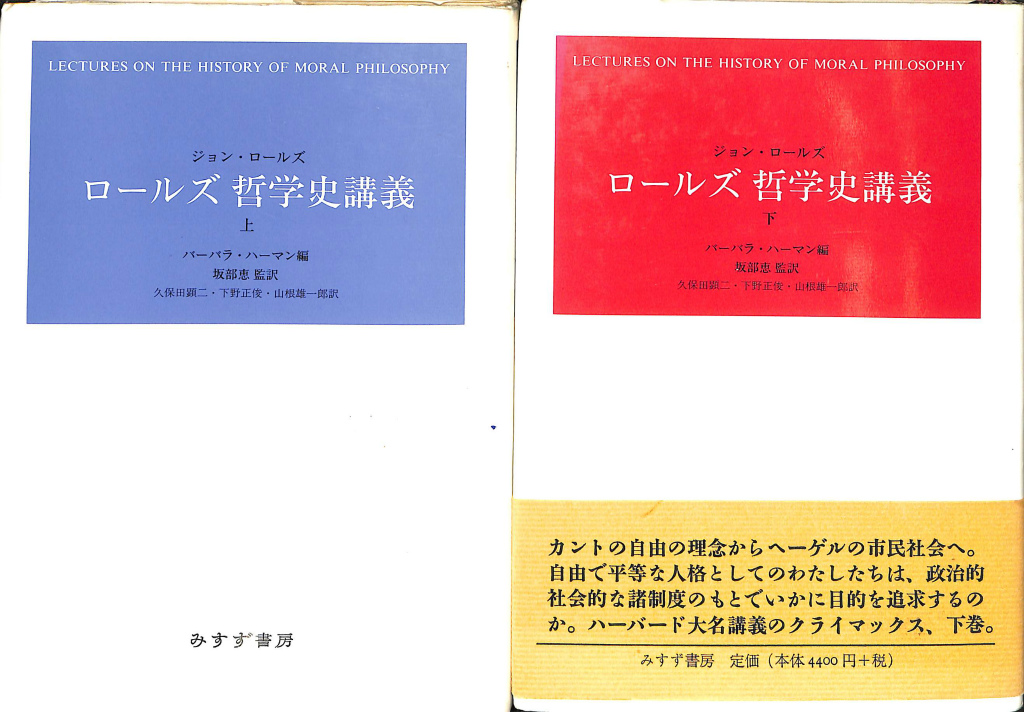 LECTURES ON THE HISTORY OF MORAL PHILOSOPHY
ジョン・ロールズ
ロールズ 哲学史講義
上
バーバラ・ハーマン編
坂部恵 監訳
久保田顕二・下野正俊・山根雄一郎訳
みすず書房
LECTURES ON THE HISTORY OF MORAL PHILOSOPHY
ジョン・ロールズ
ロールズ 哲学史講義
下
バーバラ・ハーマン編
坂部恵 監訳
久保田顕二・下野正俊・山根雄一郎訳
カントの自由の理念からヘーゲルの市民社会へ。
自由で平等な人格としてのわたしたちは、政治的
社会的な諸制度のもとでいかに目的を追求するの
か。ハーバード大名講義のクライマックス、下巻。
みすず書房 定価（本体4400円＋税）